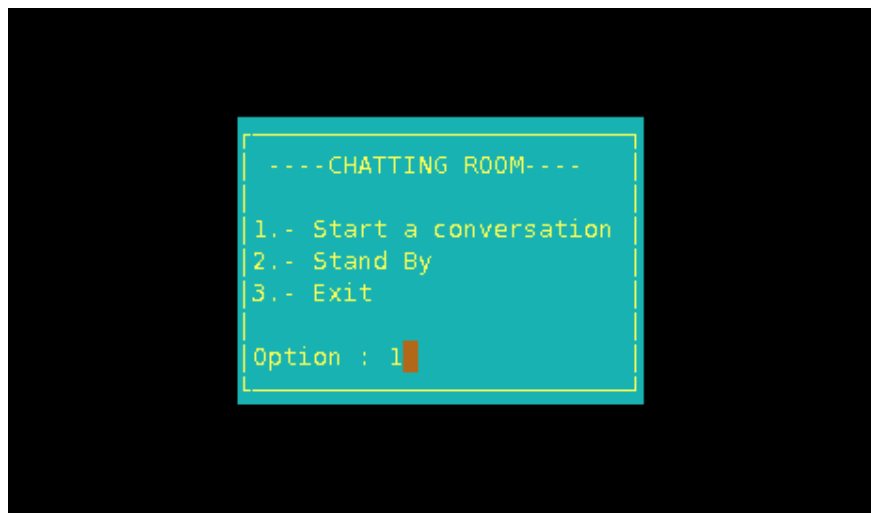 ----CHATTING ROOM----
1.- Start a conversation
2.- Stand By
3.- Exit
Option : 1